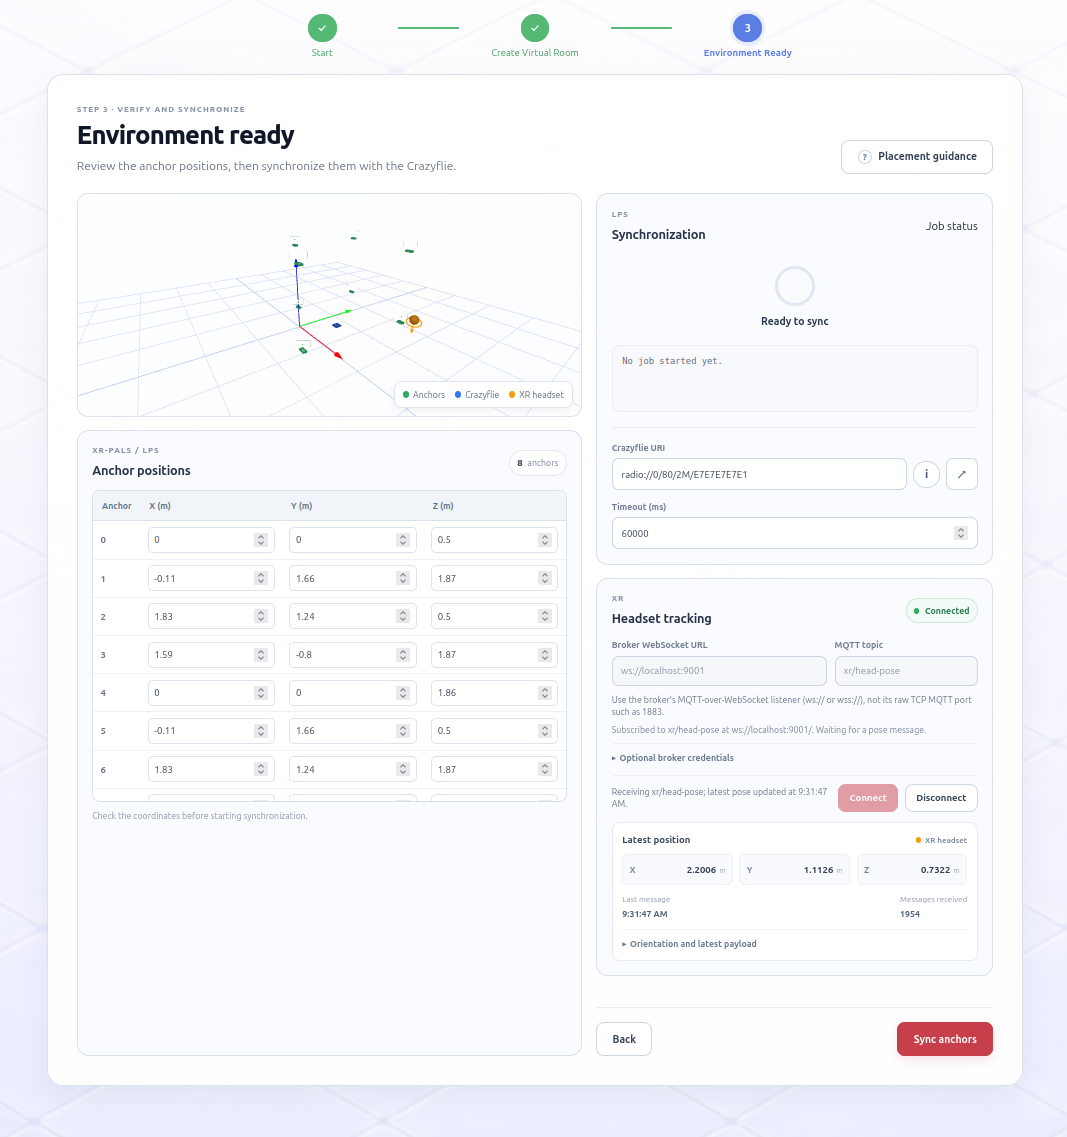 3
Start
Create Virtual Room
Environment Ready
STEP 3 · VERIFY AND SYNCHRONIZE
Environment ready
Review the anchor positions, then synchronize them with the Crazyflie.
? Placement guidance
Anchors
Crazyflie
XR headset
XR-PALS / LPS
Anchor positions
8 anchors
Anchor X (m) Y (m) Z (m)
0 0 0 0.5
1 -0.11 1.66 1.87
2 1.83 1.24 0.5
3 1.59 -0.8 1.87
4 0 0 1.86
5 -0.11 1.66 0.5
6 1.83 1.24 1.87
Check the coordinates before starting synchronization.
LPS
Synchronization
Job status
Ready to sync
No job started yet.
Crazyflie URI
radio://0/80/2M/E7E7E7E7E1
i
Timeout (ms)
60000
XR
Headset tracking
Connected
Broker WebSocket URL
MQTT topic
ws://localhost:9001
xr/head-pose
Use the broker's MQTT-over-WebSocket listener (ws:// or wss://), not its raw TCP MQTT port
such as 1883.
Subscribed to xr/head-pose at ws://localhost:9001/. Waiting for a pose message.
▸ Optional broker credentials
Receiving xr/head-pose; latest pose updated at 9:31:47
AM.
Connect
Disconnect
Latest position
XR headset
X 2.2006 m
Y 1.1126 m
Z 0.7322 m
Last message
Messages received
9:31:47 AM
1954
▸ Orientation and latest payload
Back
Sync anchors